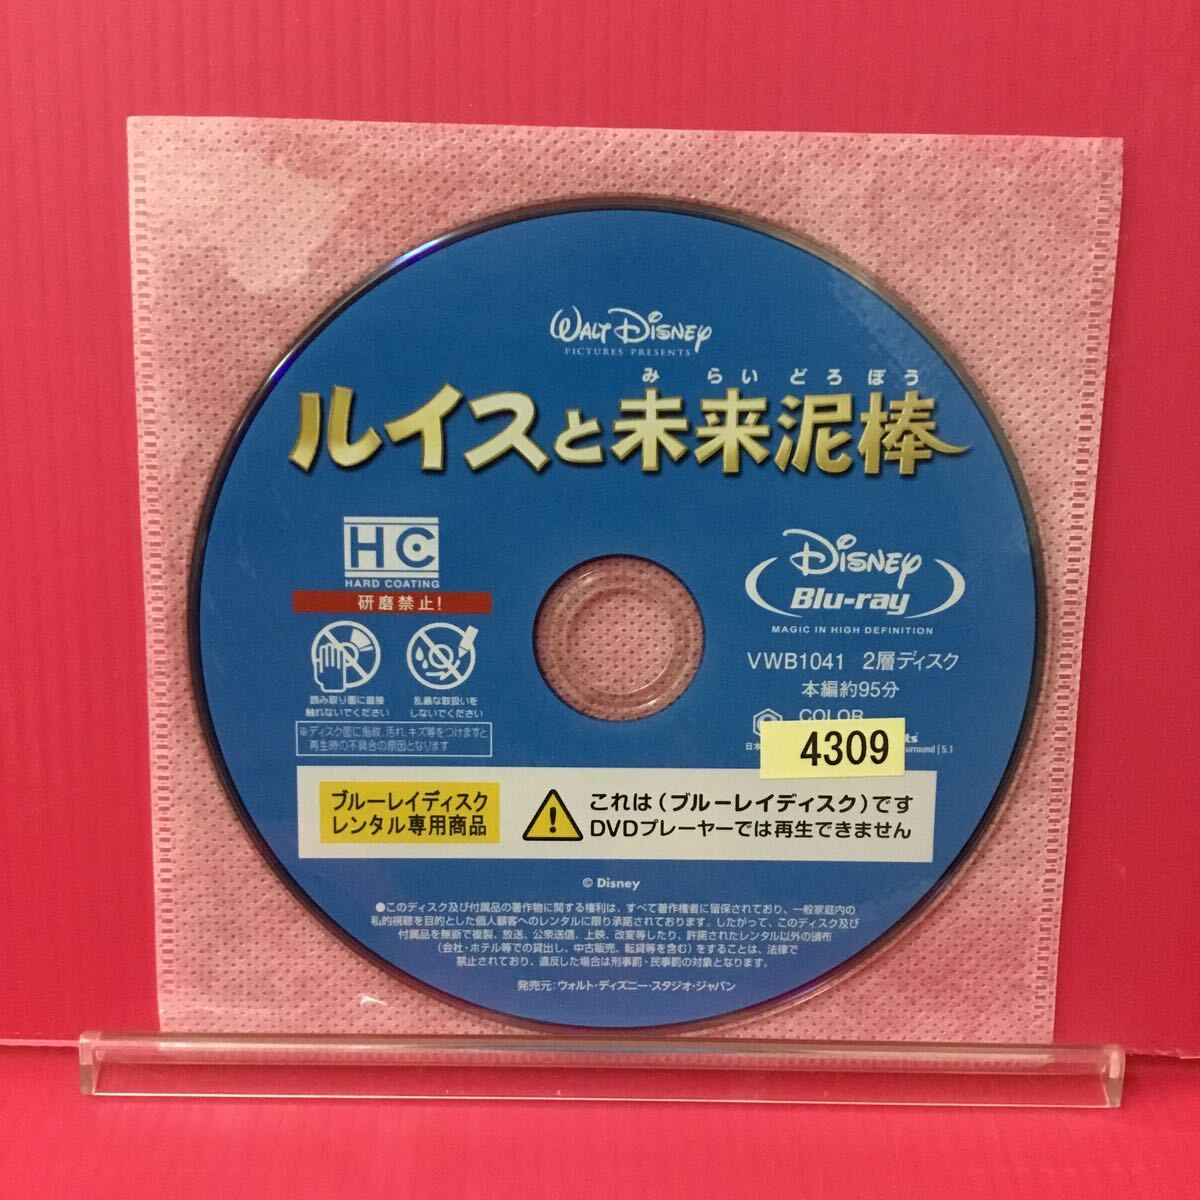 WALT DISNEY
PICTURES PRESENTS
み らい どろ ぼう
ルイスと未来泥棒
HC
HARD COATING
研磨禁止!
読み取り面に直接
触れないでください
乱暴な取扱いを
しないでください
※ディスク面に指紋、汚れ、キズ等をつけますと
再生時の不具合の原因となります
DISNEY
Blu-ray
MAGIC IN HIGH DEFINITION
VWB1041 2層ディスク
本編約95分
COLOR
日本
ts
urround 5.1
4309
ブルーレイディスク
レンタル専用商品
これは(ブルーレイディスク)です
DVDプレーヤーでは再生できません
© Disney
●このディスク及び付属品の著作物に関する権利は、すべて著作権者に留保されており、一般家庭内の
私的視聴を目的とした個人顧客へのレンタルに限り承諾されております。したがって、このディスク及び
付属品を無断で複製、放送、公衆送信、上映、改変等したり、許諾されたレンタル以外の頒布
(会社・ホテル等での貸出し、中古販売、転貸等を含む)をすることは、法律で
禁止されており、違反した場合は刑事罰・民事罰の対象となります。
発売元:ウォルト・ディズニー・スタジオ・ジャパン